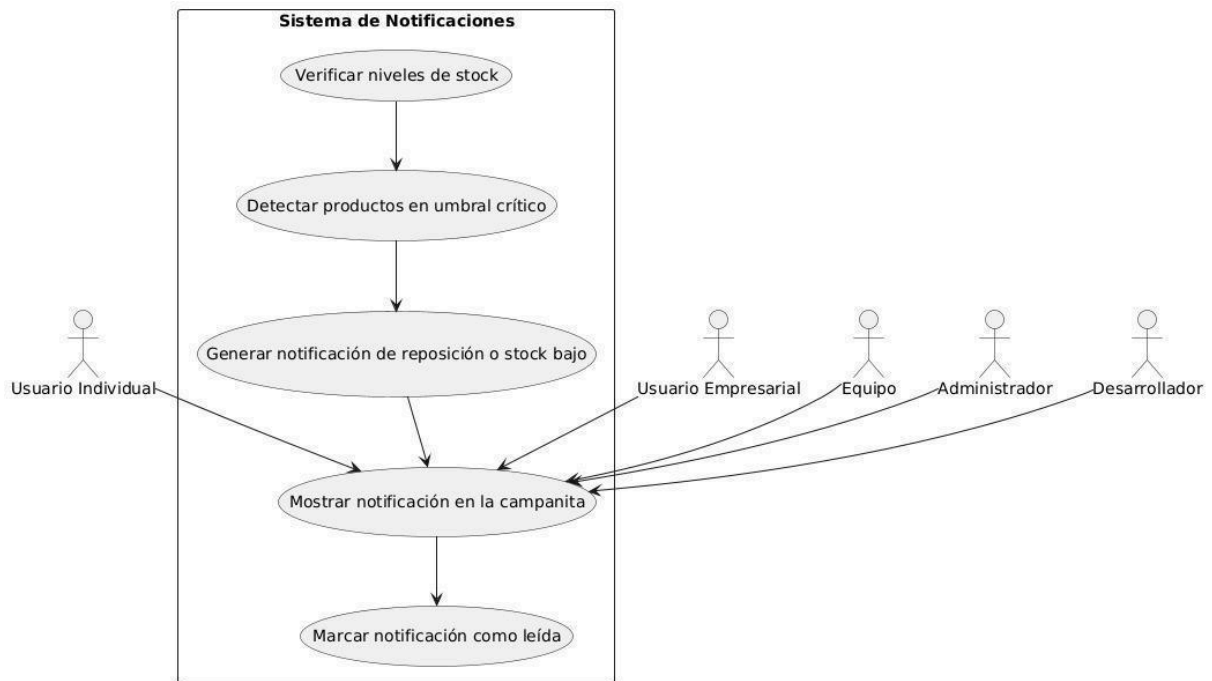 Sistema de Notificaciones
Verificar niveles de stock
Detectar productos en umbral crítico
Generar notificación de reposición o stock bajo
Usuario Individual
Usuario Empresarial
Equipo
Administrador
Desarrollador
Mostrar notificación en la campanita
Marcar notificación como leída